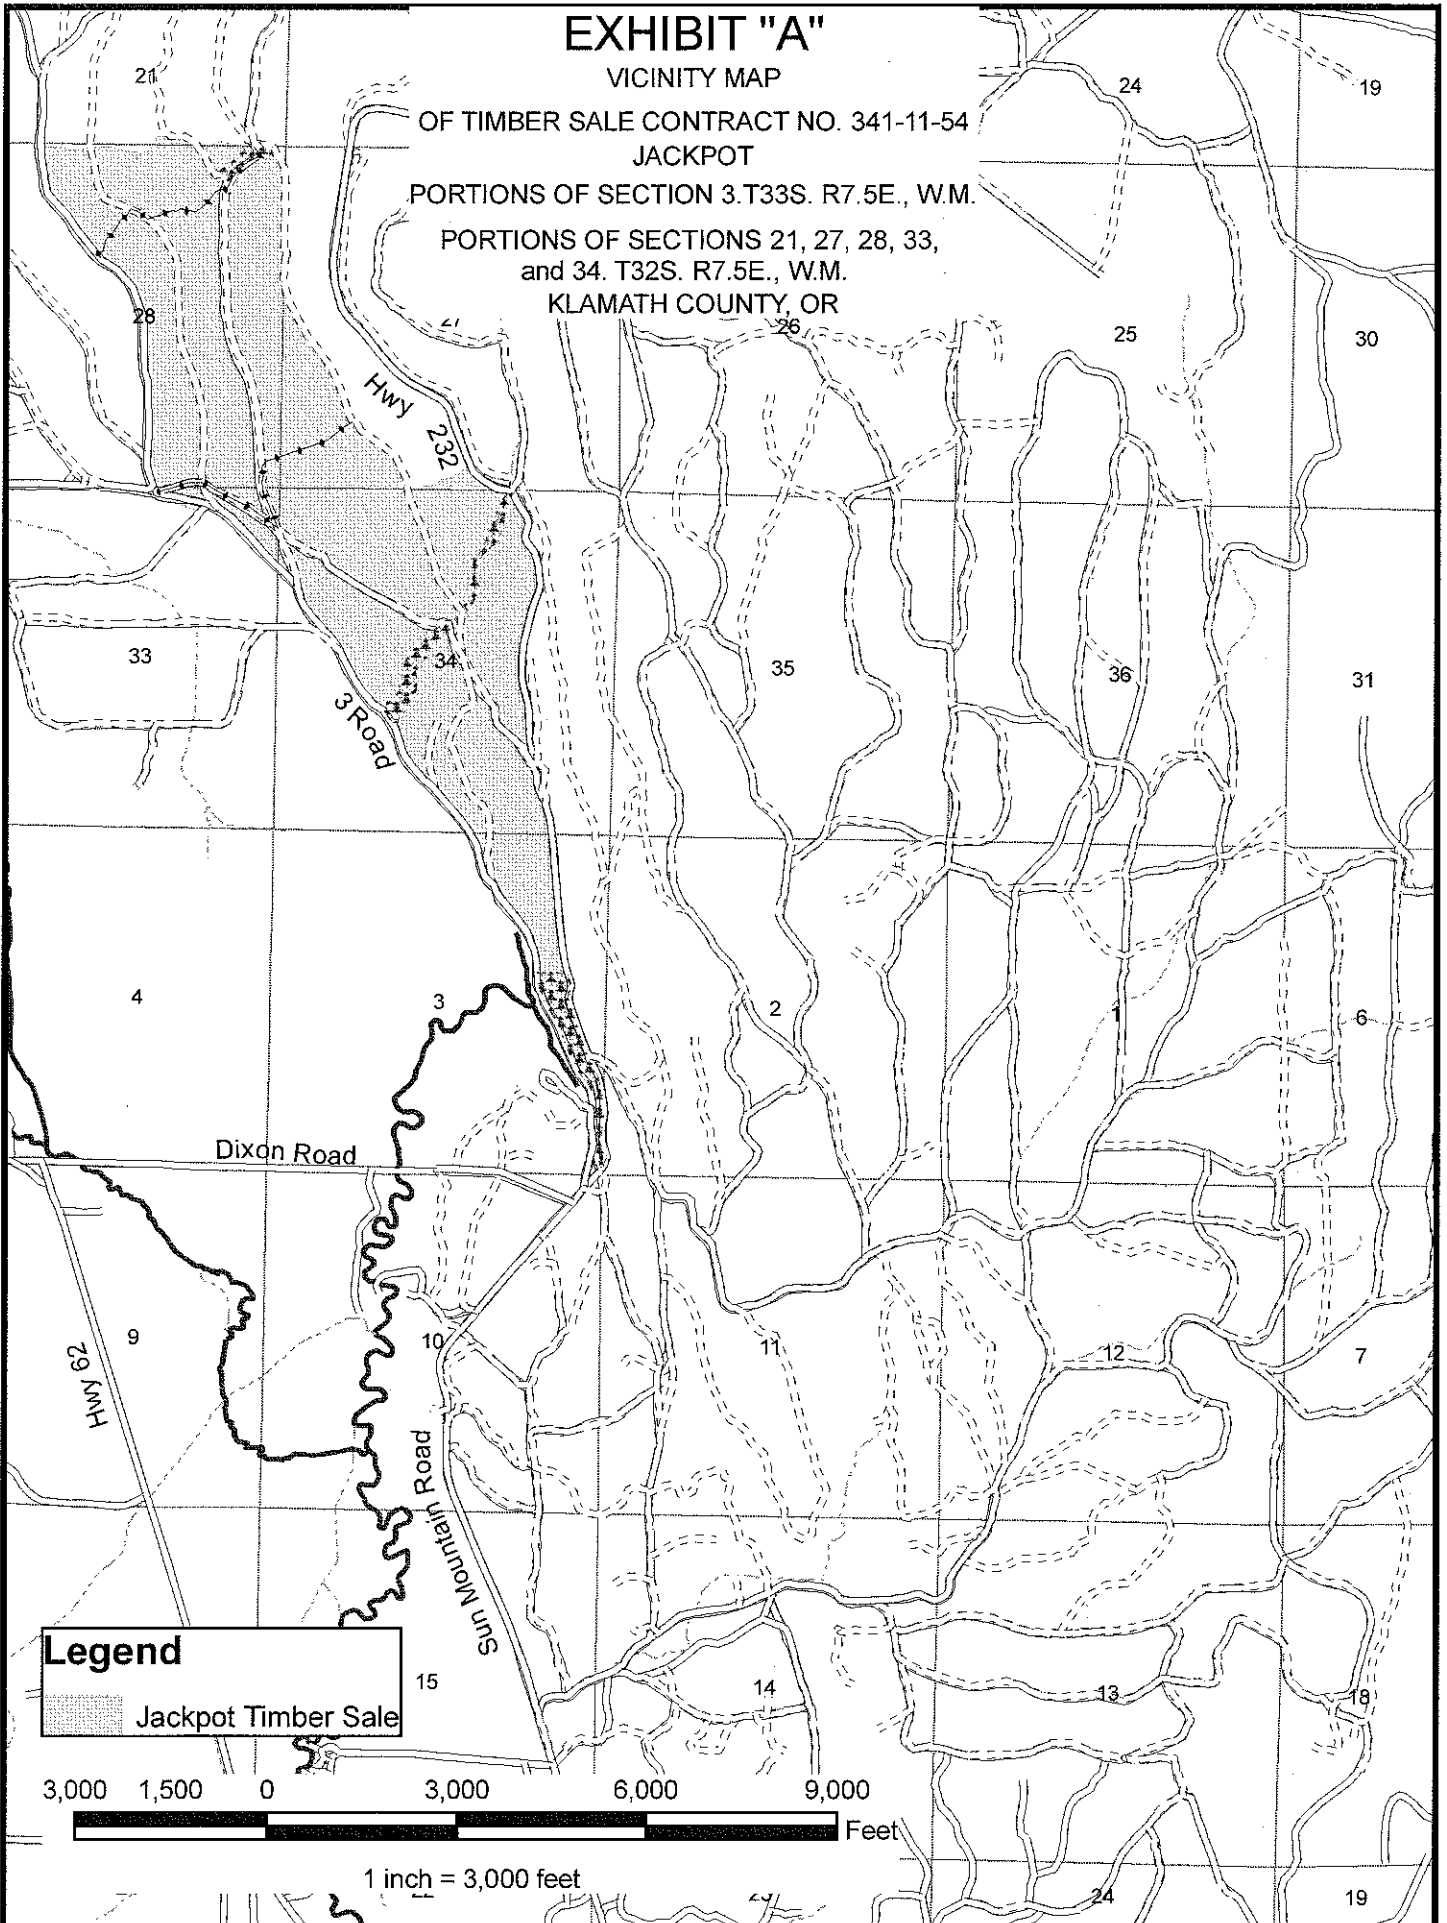 EXHIBIT "A"
VICINITY MAP
OF TIMBER SALE CONTRACT NO. 341-11-54
JACKPOT
PORTIONS OF SECTION 3.T33S. R7.5E., W.M.
PORTIONS OF SECTIONS 21, 27, 28, 33,
and 34. T32S. R7.5E., W.M.
KLAMATH COUNTY, OR
21
24
19
28
26
25
30
Hwy 232
33
34
35
36
31
3 Road
4
3
2
1
6
Dixon Road
9
10
11
12
7
Hwy 62
Sun Mountain Road
Legend
Jackpot Timber Sale
15
14
13
18
3,000 1,500 0 3,000 6,000 9,000
Feet
1 inch = 3,000 feet
24
19